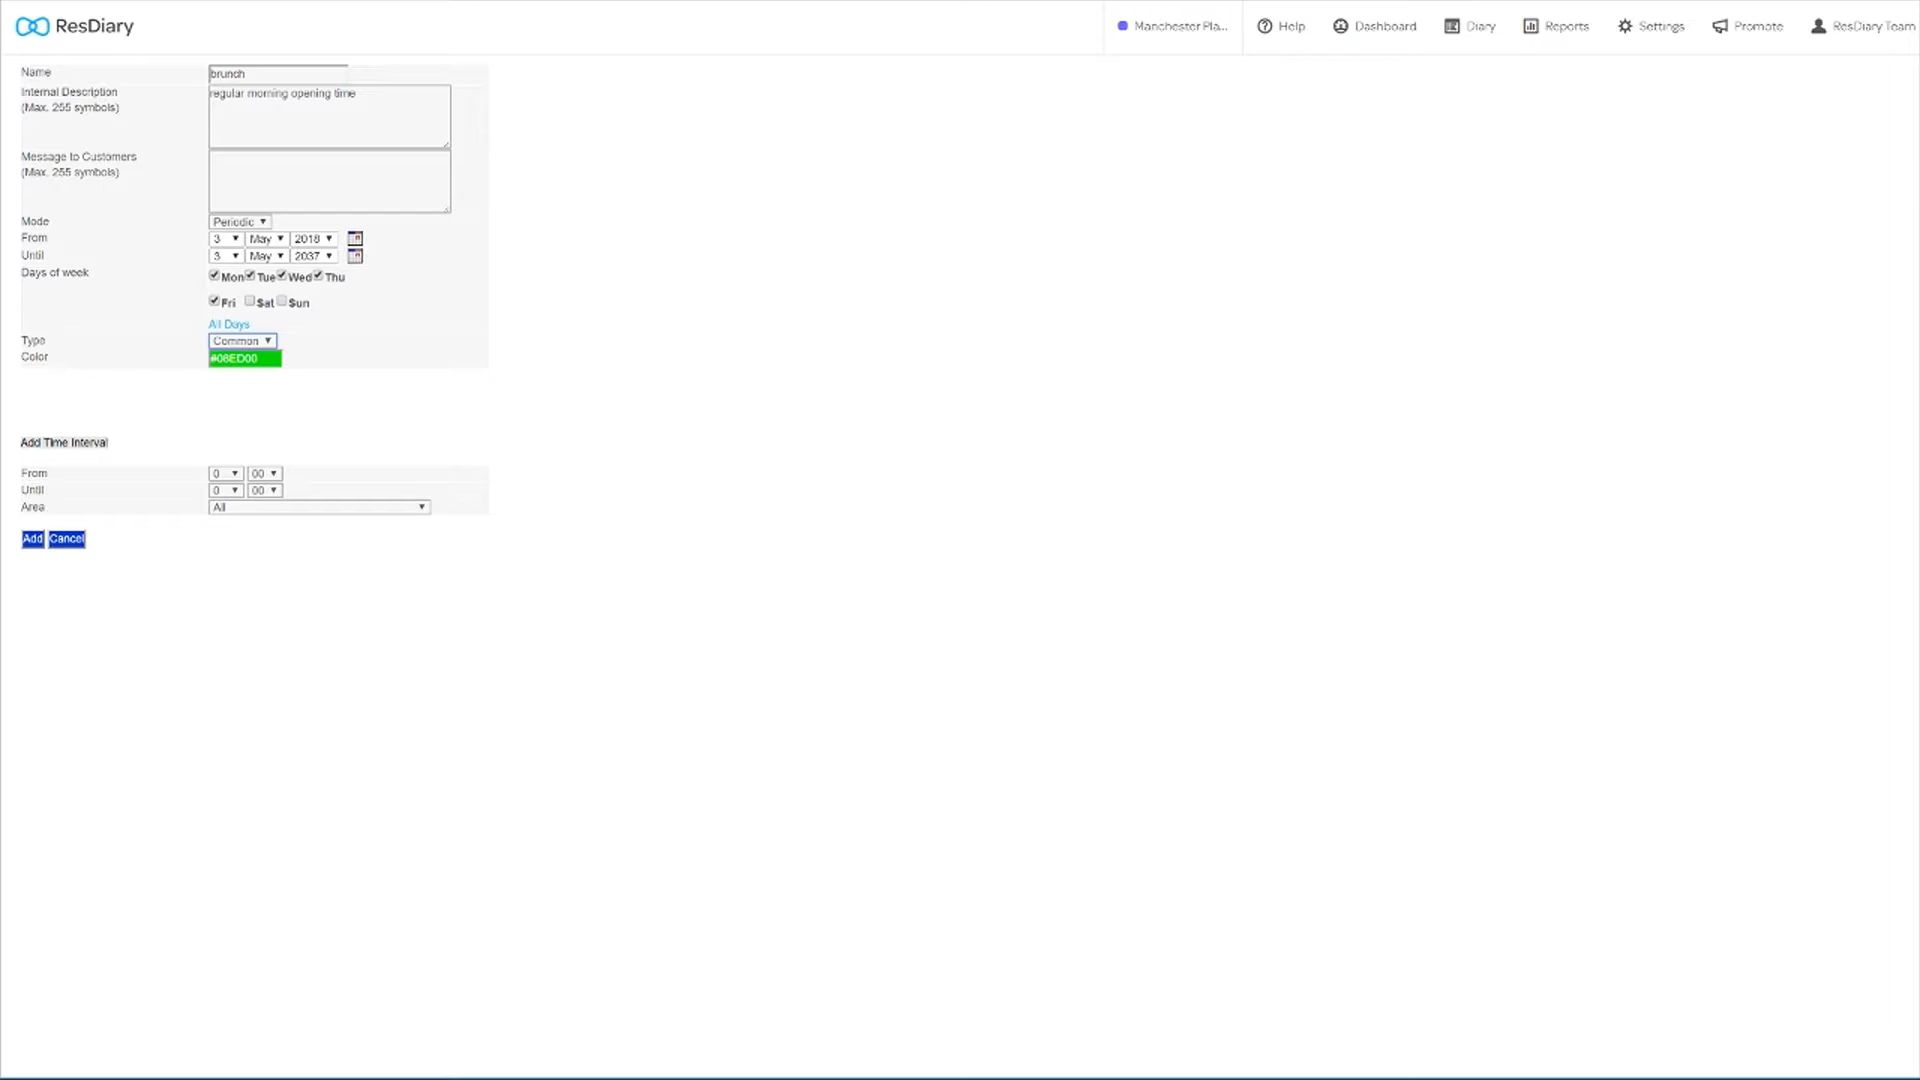 ResDiary
Manchester Pla... Help Dashboard Diary Reports Settings Promote ResDiary Team
Name brunch
Internal Description regular morning opening time
(Max. 255 symbols)
Message to Customers
(Max. 255 symbols)
Mode Periodic
From 3 May 2018
Until 3 May 2037
Days of week Mon Tue Wed Thu
Fri Sat Sun
All Days
Type Common
Color #08ED00
Add Time Interval
From 0 00
Until 0 00
Area All
Add Cancel